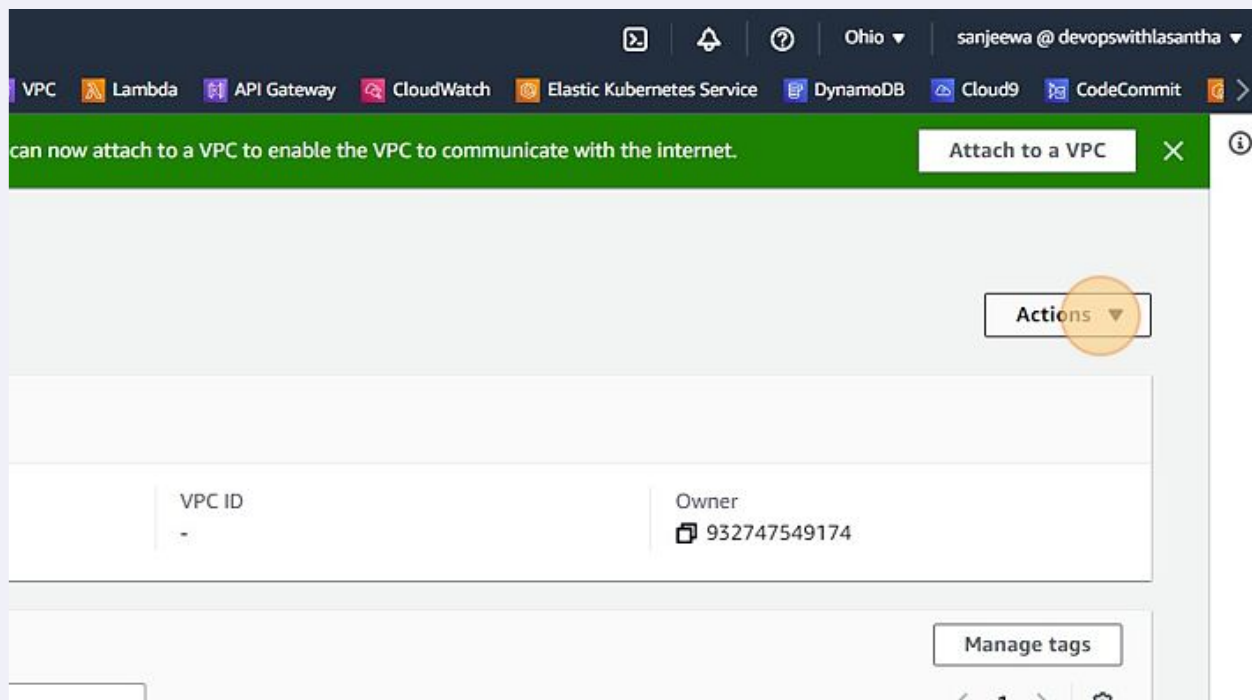 Ohio ▼ sanjeewa @ devopswithlasantha ▼
VPC Lambda API Gateway CloudWatch Elastic Kubernetes Service DynamoDB Cloud9 CodeCommit
can now attach to a VPC to enable the VPC to communicate with the internet. Attach to a VPC
Actions ▼
VPC ID Owner
- 932747549174
Manage tags
1